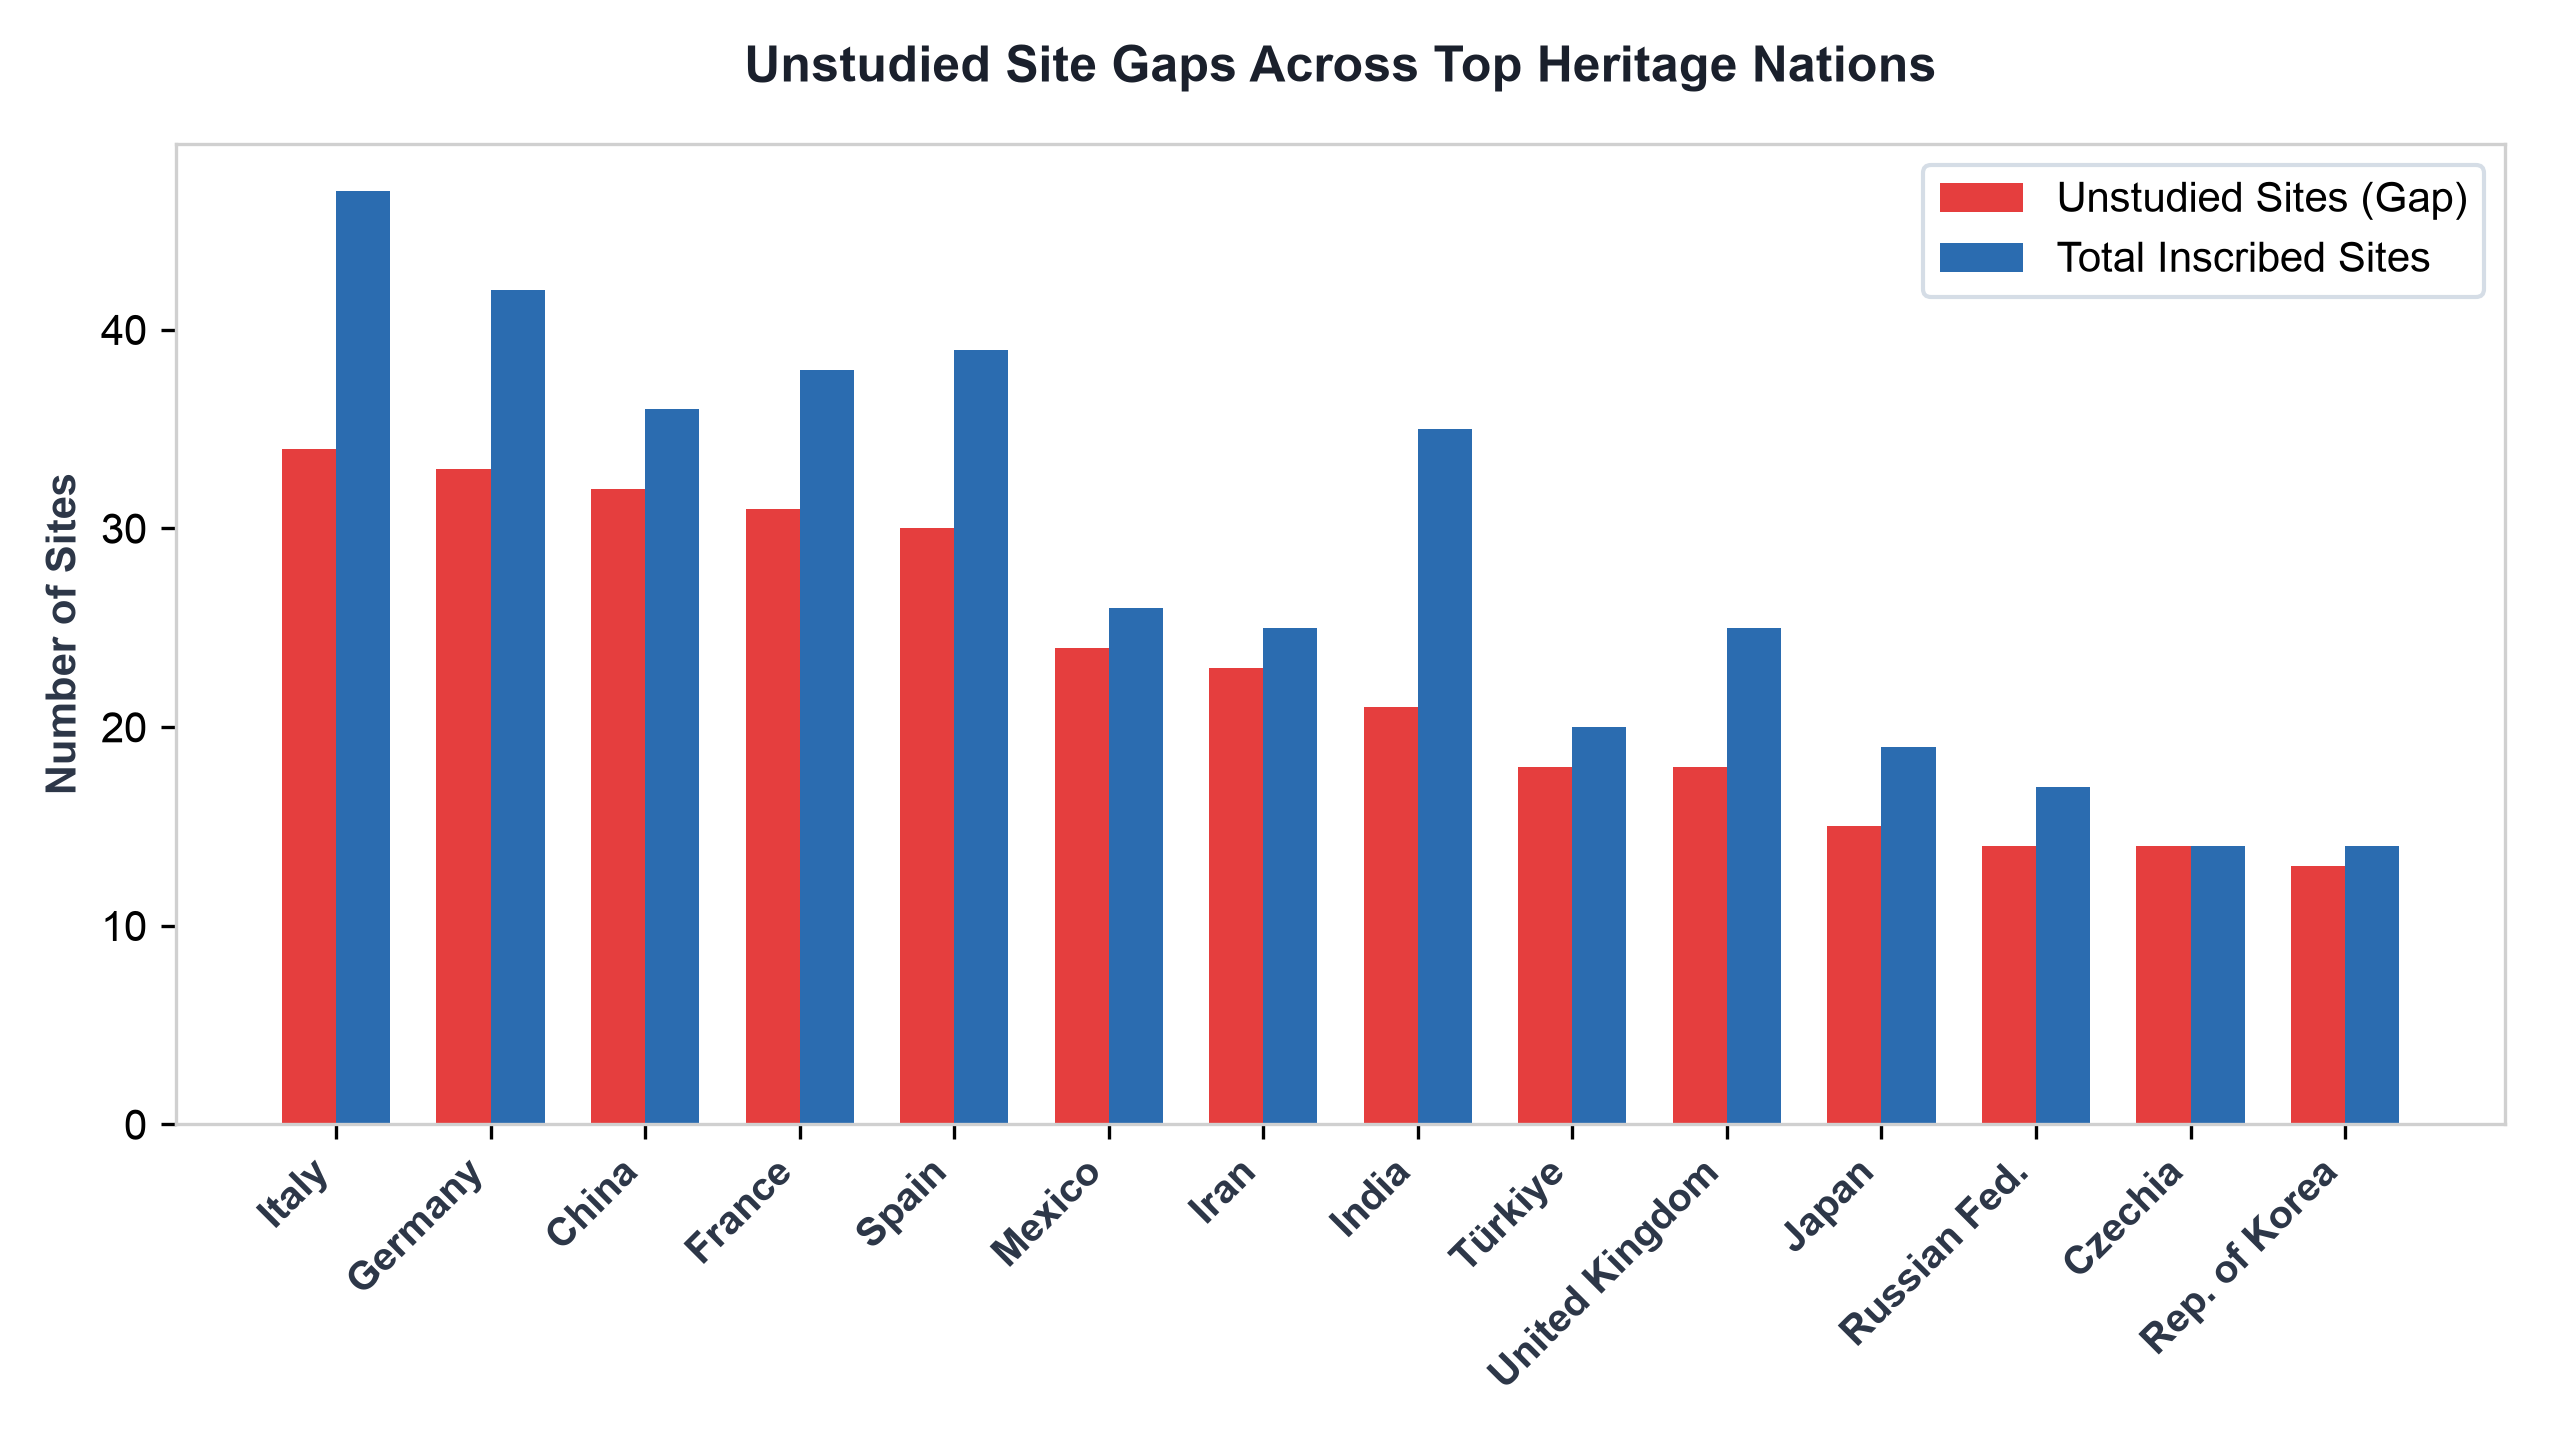 Unstudied Site Gaps Across Top Heritage Nations
Unstudied Sites (Gap)
Total Inscribed Sites
Number of Sites
40
30
20
10
0
Italy
Germany
China
France
Spain
Mexico
Iran
India
Türkiye
United Kingdom
Japan
Russian Fed.
Czechia
Rep. of Korea